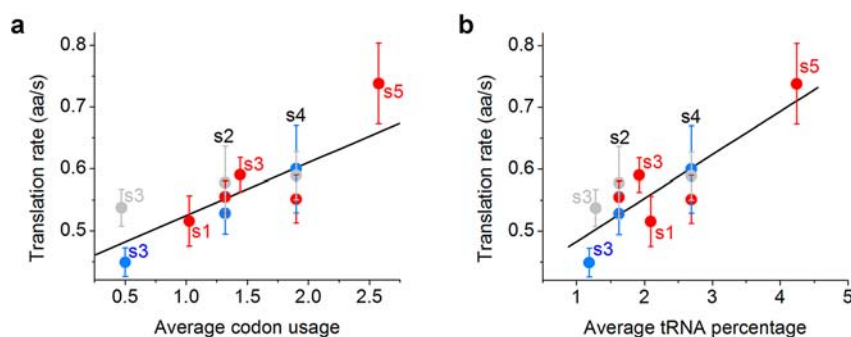 a
Translation rate (aa/s)
0.8
0.7
0.6
0.5
s3
s3
s1
s2
s3
s4
s5
0.5 1.0 1.5 2.0 2.5
Average codon usage
b
Translation rate (aa/s)
0.8
0.7
0.6
0.5
s3
s3
s2
s3
s1
s4
s5
1 2 3 4 5
Average tRNA percentage